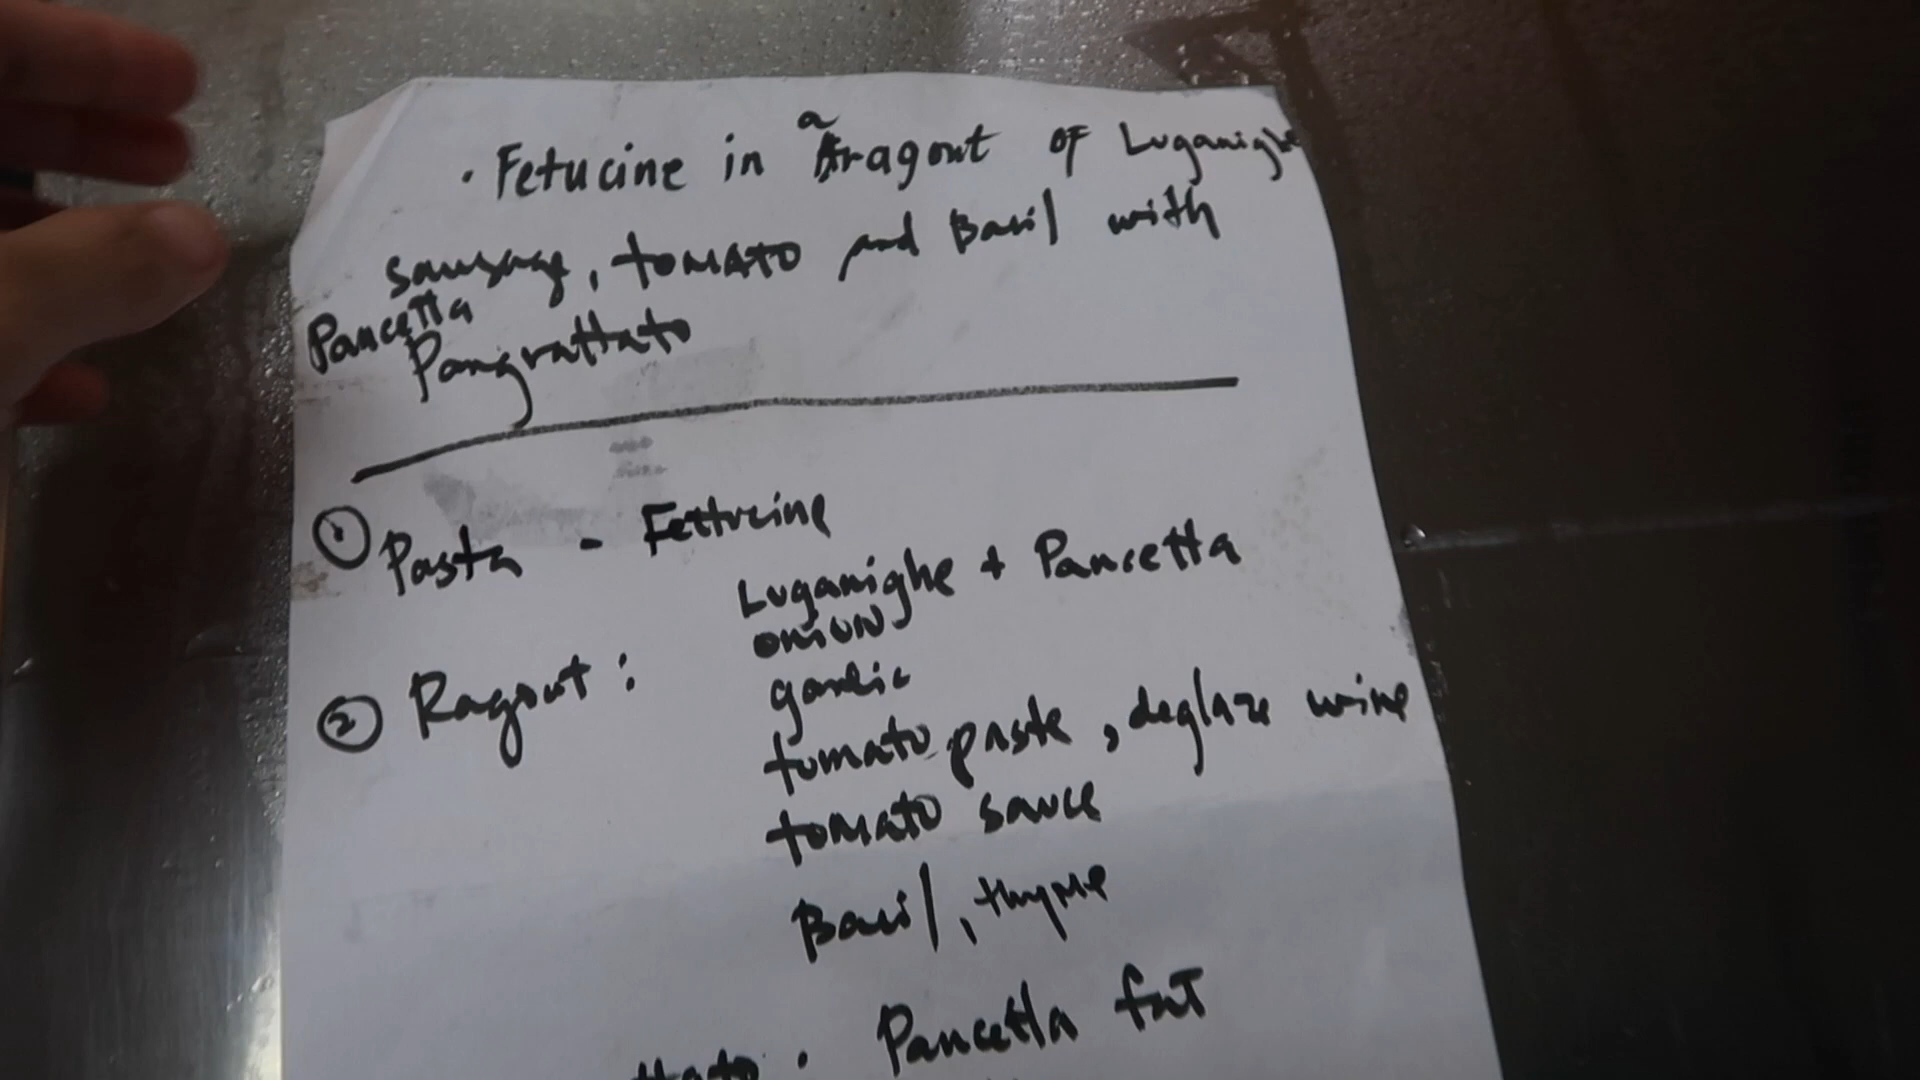 · Fetucine in a ragout of Luganighe
sausage, tomato and Basil with
Pancetta
Pangrattato
① Pasta - Fettucine
② Ragout : Luganighe + Pancetta
onion
garlic
tomato paste, deglaze wine
tomato sauce
Basil, thyme
Pancetta fat